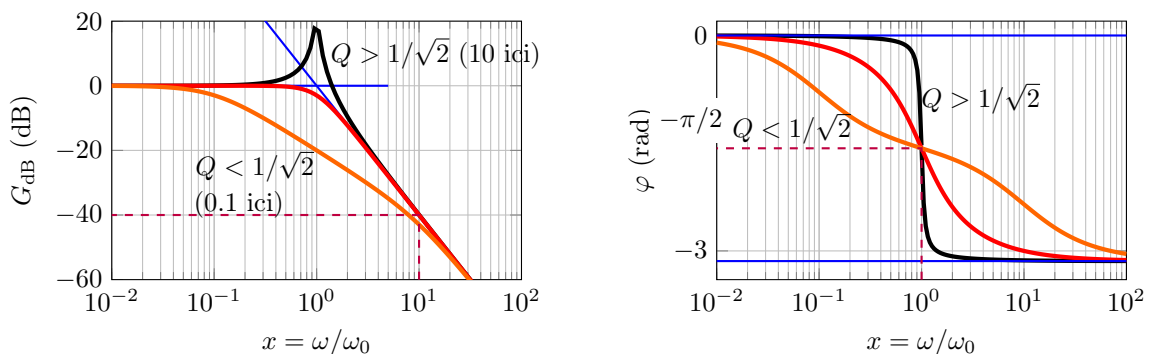 20
0
−20
−40
−60
G_dB (dB)
Q > 1/√2 (10 ici)
Q < 1/√2
(0.1 ici)
10^−2 10^−1 10^0 10^1 10^2
x = ω/ω_0
0
−π/2
−3
φ (rad)
Q > 1/√2
Q < 1/√2
10^−2 10^−1 10^0 10^1 10^2
x = ω/ω_0